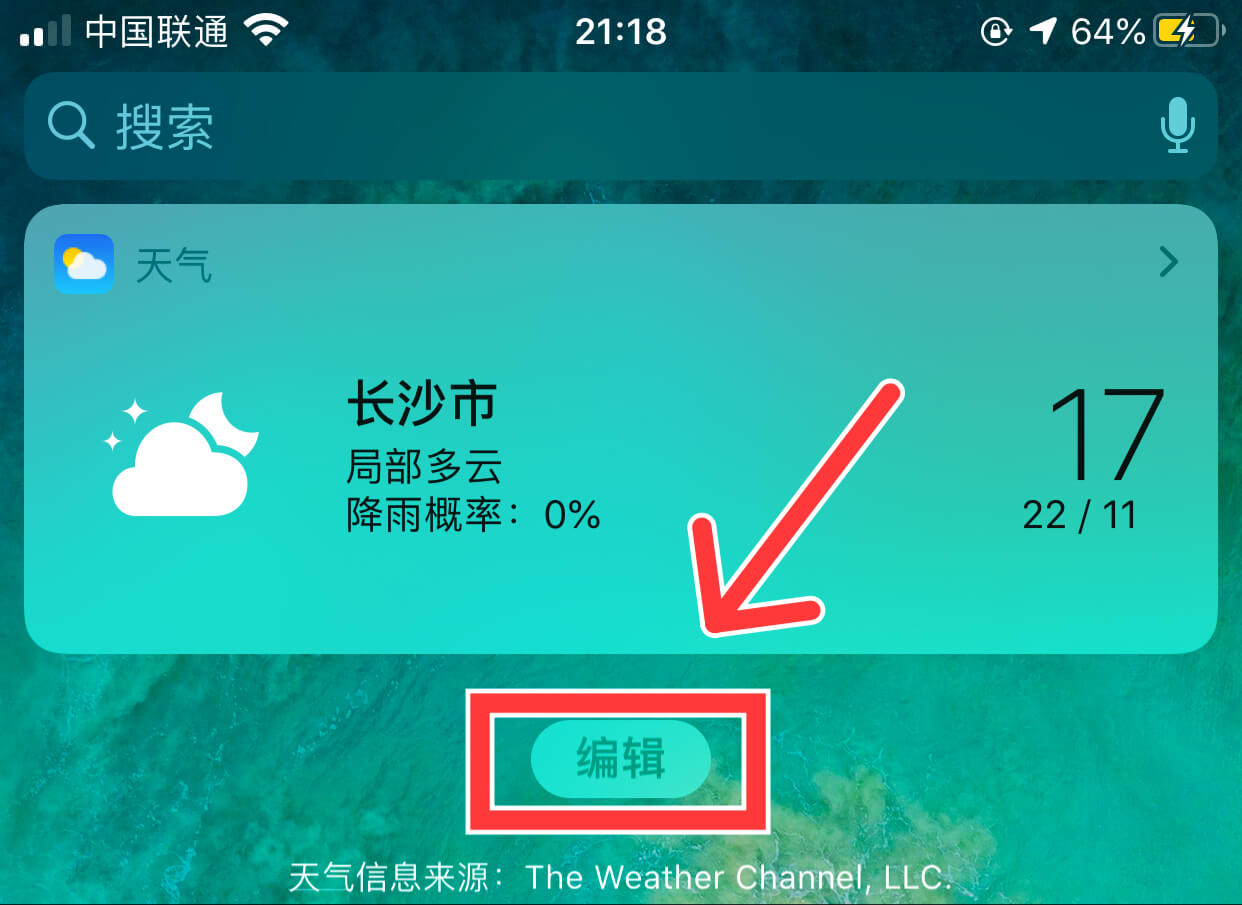 中国联通 21:18 64%
搜索
天气
长沙市
局部多云
降雨概率：0%
17
22 / 11
编辑
天气信息来源：The Weather Channel, LLC.